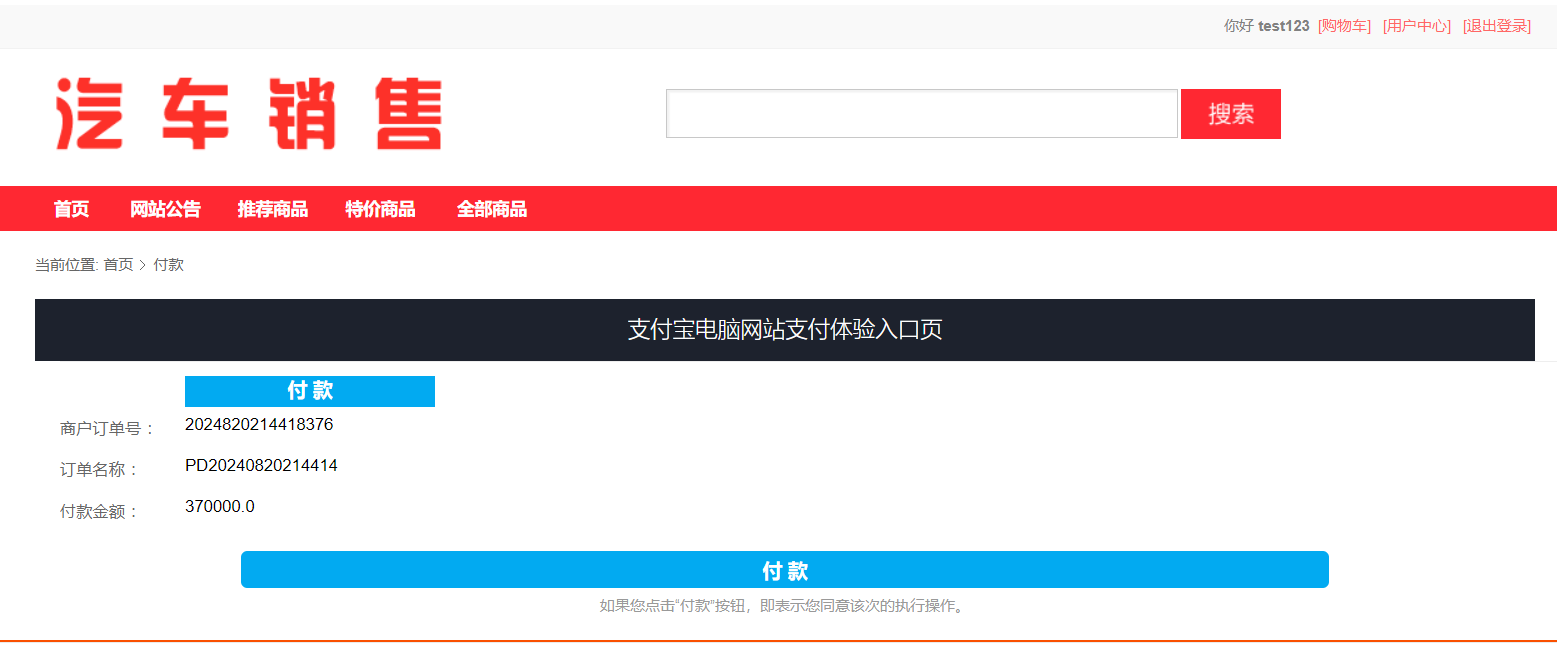 你好 test123 [购物车] [用户中心] [退出登录]
汽车销售
搜索
首页 网站公告 推荐商品 特价商品 全部商品
当前位置: 首页 > 付款
支付宝电脑网站支付体验入口页
付 款
商户订单号： 2024820214418376
订单名称： PD20240820214414
付款金额： 370000.0
付 款
如果您点击“付款”按钮，即表示您同意该次的执行操作。